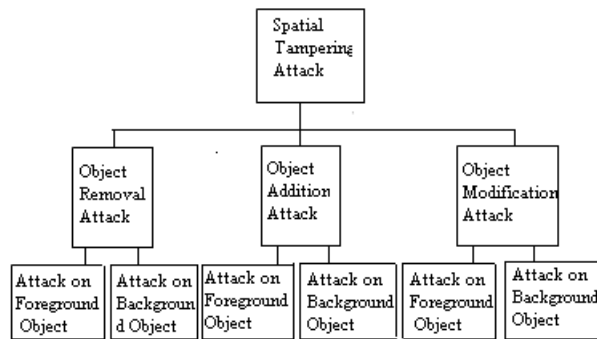 Spatial
Tampering
Attack
Object
Removal
Attack
Object
Addition
Attack
Object
Modification
Attack
Attack on
Foreground
Object
Attack on
Backgroun
d Object
Attack on
Foreground
Object
Attack on
Background
Object
Attack on
Foreground
Object
Attack on
Background
Object